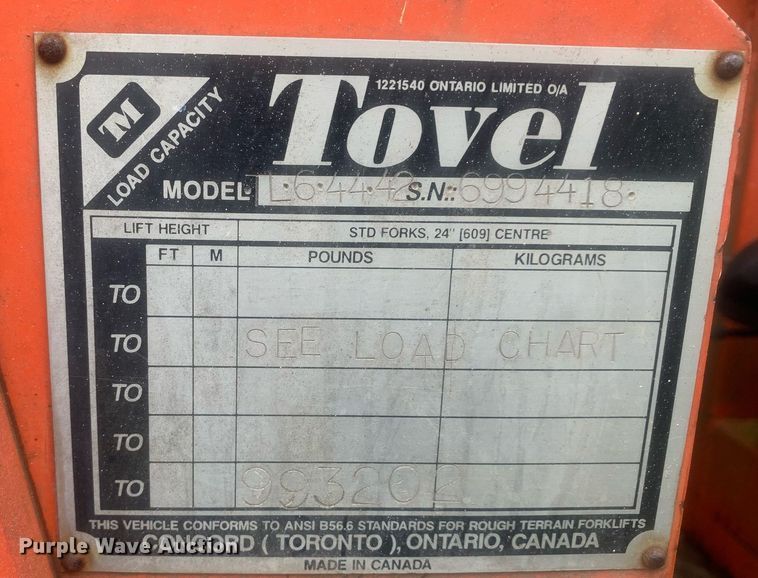 1221540 ONTARIO LIMITED O/A
Tovel
TM
LOAD CAPACITY
MODEL TL·6·44·42 S.N.: 6994418·
LIFT HEIGHT STD FORKS, 24" [609] CENTRE
FT M POUNDS KILOGRAMS
TO
TO SEE LOAD CHART
TO
TO
TO 993202
THIS VEHICLE CONFORMS TO ANSI B56.6 STANDARDS FOR ROUGH TERRAIN FORKLIFTS
CANCORD ( TORONTO ), ONTARIO, CANADA
MADE IN CANADA
Purple Wave Auction